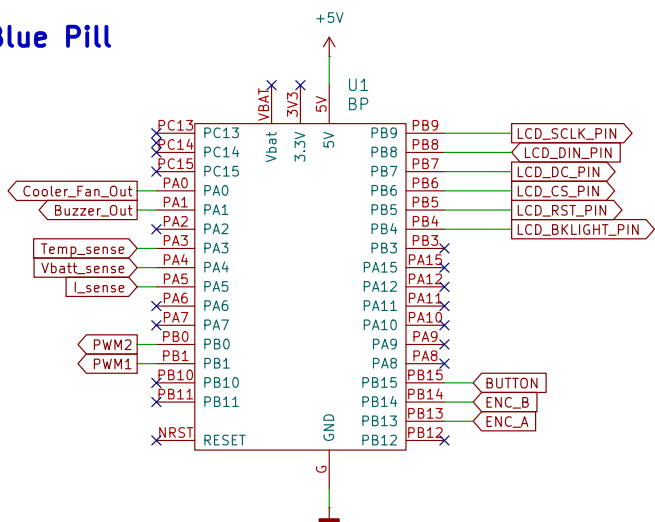 Blue Pill
+5V
U1
BP
VBAT
3V3
5V
Vbat
3.3V
5V
PC13 PC13
PC14 PC14
PC15 PC15
Cooler_Fan_Out PA0 PA0
Buzzer_Out PA1 PA1
PA2 PA2
Temp_sense PA3 PA3
Vbatt_sense PA4 PA4
I_sense PA5 PA5
PA6 PA6
PA7 PA7
PWM2 PB0 PB0
PWM1 PB1 PB1
PB10 PB10
PB11 PB11
NRST RESET
PB9 PB9 LCD_SCLK_PIN
PB8 PB8 LCD_DIN_PIN
PB7 PB7 LCD_DC_PIN
PB6 PB6 LCD_CS_PIN
PB5 PB5 LCD_RST_PIN
PB4 PB4 LCD_BKLIGHT_PIN
PB3 PB3
PA15 PA15
PA12 PA12
PA11 PA11
PA10 PA10
PA9 PA9
PA8 PA8
PB15 PB15 BUTTON
PB14 PB14 ENC_B
PB13 PB13 ENC_A
PB12 PB12
GND
G